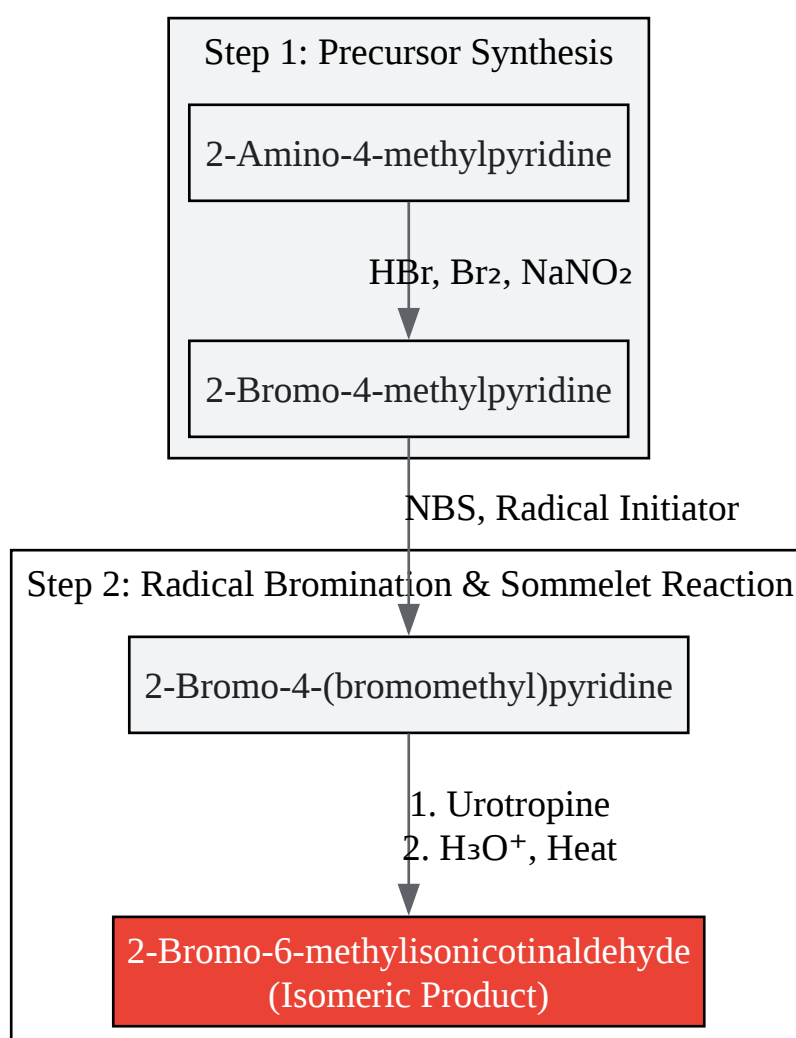 Step 1: Precursor Synthesis
2-Amino-4-methylpyridine
HBr, Br₂, NaNO₂
2-Bromo-4-methylpyridine
NBS, Radical Initiator
Step 2: Radical Bromination & Sommelet Reaction
2-Bromo-4-(bromomethyl)pyridine
1. Urotropine
2. H₃O⁺, Heat
2-Bromo-6-methylisonicotinaldehyde
(Isomeric Product)